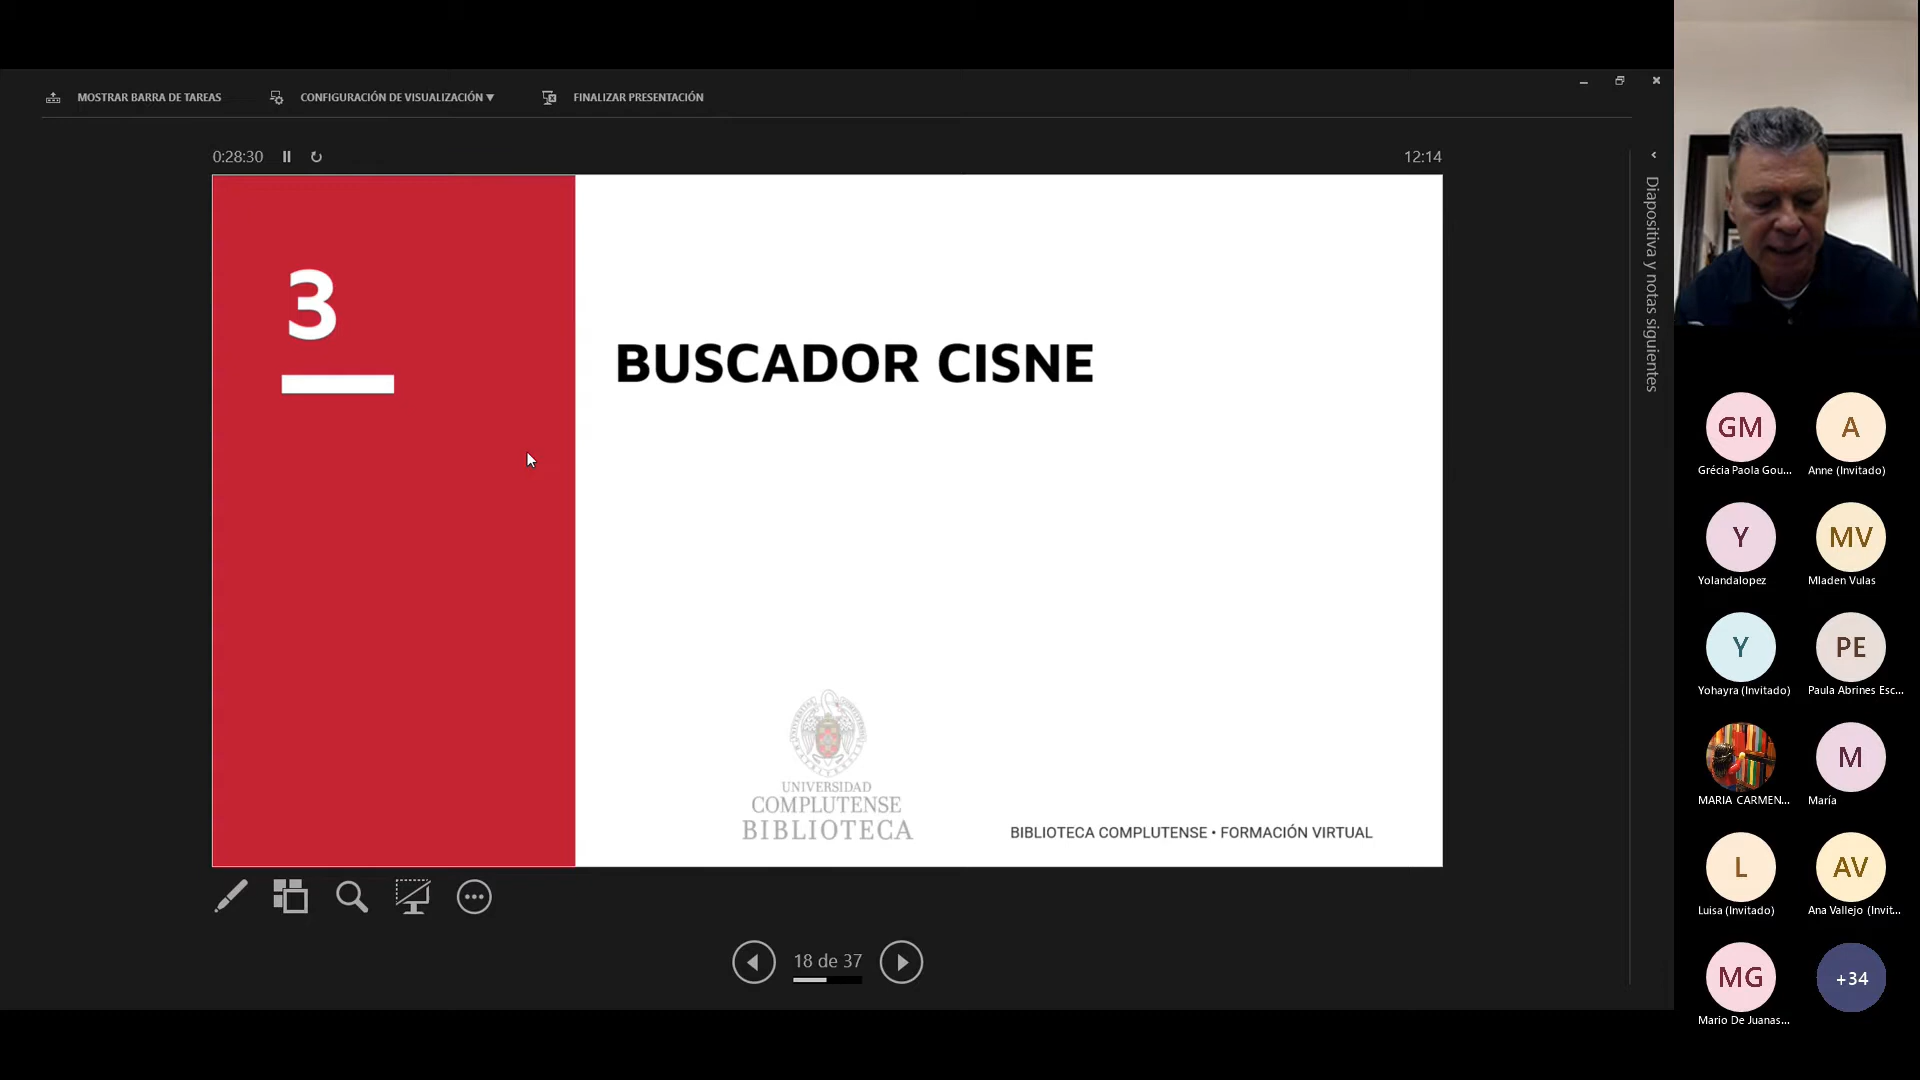 MOSTRAR BARRA DE TAREAS
CONFIGURACIÓN DE VISUALIZACIÓN ▼
FINALIZAR PRESENTACIÓN
0:28:30
12:14
Diapositiva y notas siguientes
3
BUSCADOR CISNE
UNIVERSIDAD
COMPLUTENSE
BIBLIOTECA
BIBLIOTECA COMPLUTENSE • FORMACIÓN VIRTUAL
18 de 37
GM
Grécia Paola Gou...
A
Anne (Invitado)
Y
Yolandalopez
MV
Mladen Vulas
Y
Yohayra (Invitado)
PE
Paula Abrines Esc...
MARIA CARMEN...
M
María
L
Luisa (Invitado)
AV
Ana Vallejo (Invit...
MG
Mario De Juanas...
+34